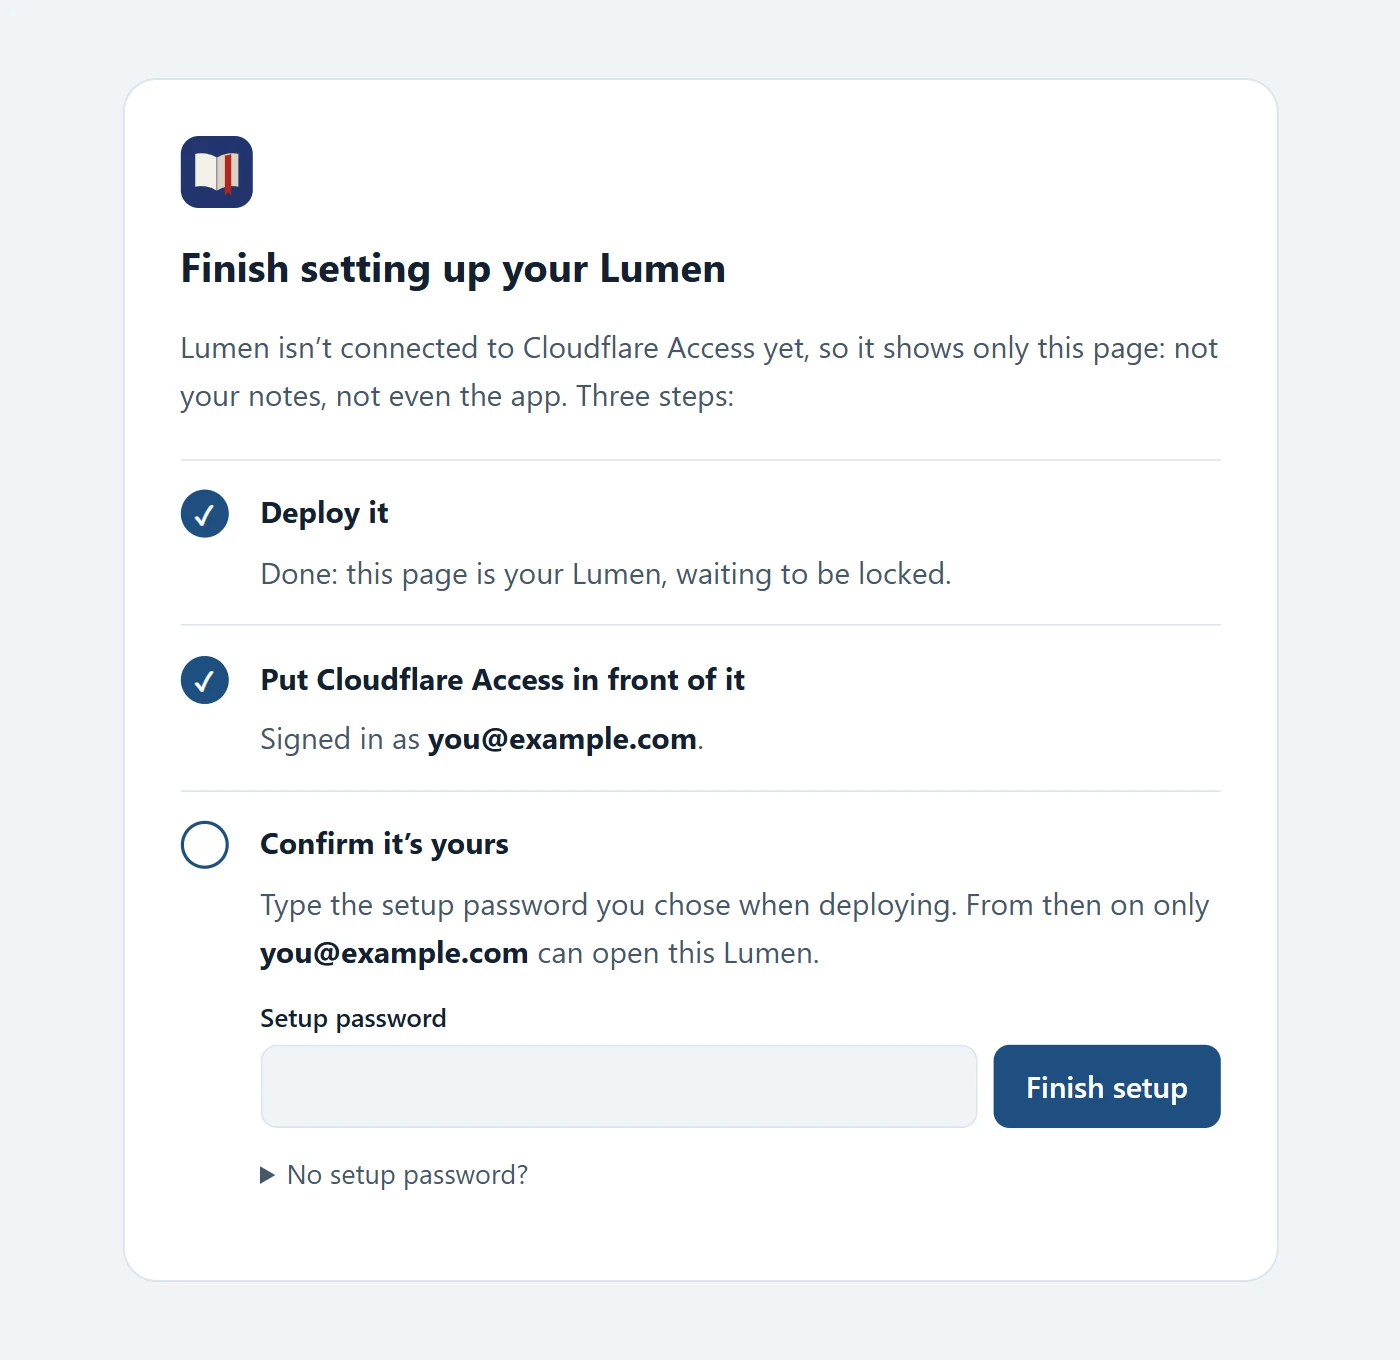 Finish setting up your Lumen
Lumen isn’t connected to Cloudflare Access yet, so it shows only this page: not
your notes, not even the app. Three steps:
Deploy it
Done: this page is your Lumen, waiting to be locked.
Put Cloudflare Access in front of it
Signed in as you@example.com.
Confirm it’s yours
Type the setup password you chose when deploying. From then on only
you@example.com can open this Lumen.
Setup password
Finish setup
No setup password?